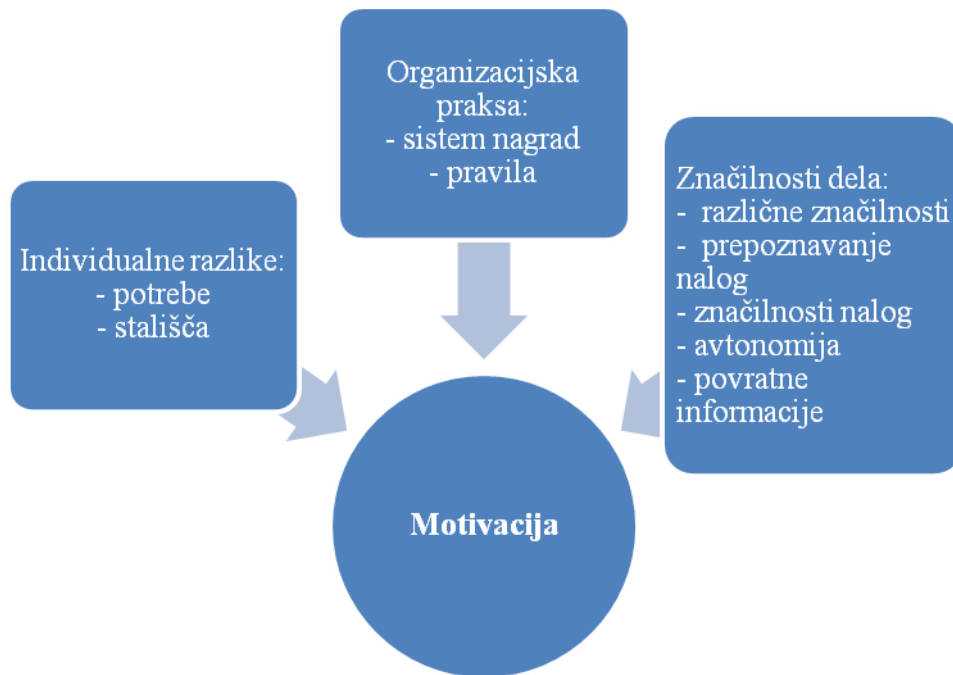 Individualne razlike:
- potrebe
- stališča
Organizacijska
praksa:
- sistem nagrad
- pravila
Značilnosti dela:
- različne značilnosti
- prepoznavanje
nalog
- značilnosti nalog
- avtonomija
- povratne
informacije
Motivacija